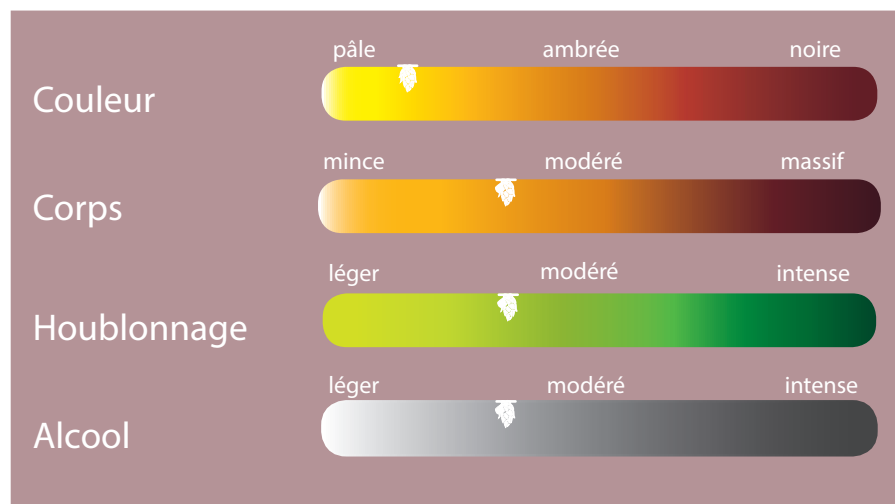 pâle ambrée noire
Couleur
mince modéré massif
Corps
léger modéré intense
Houblonnage
léger modéré intense
Alcool